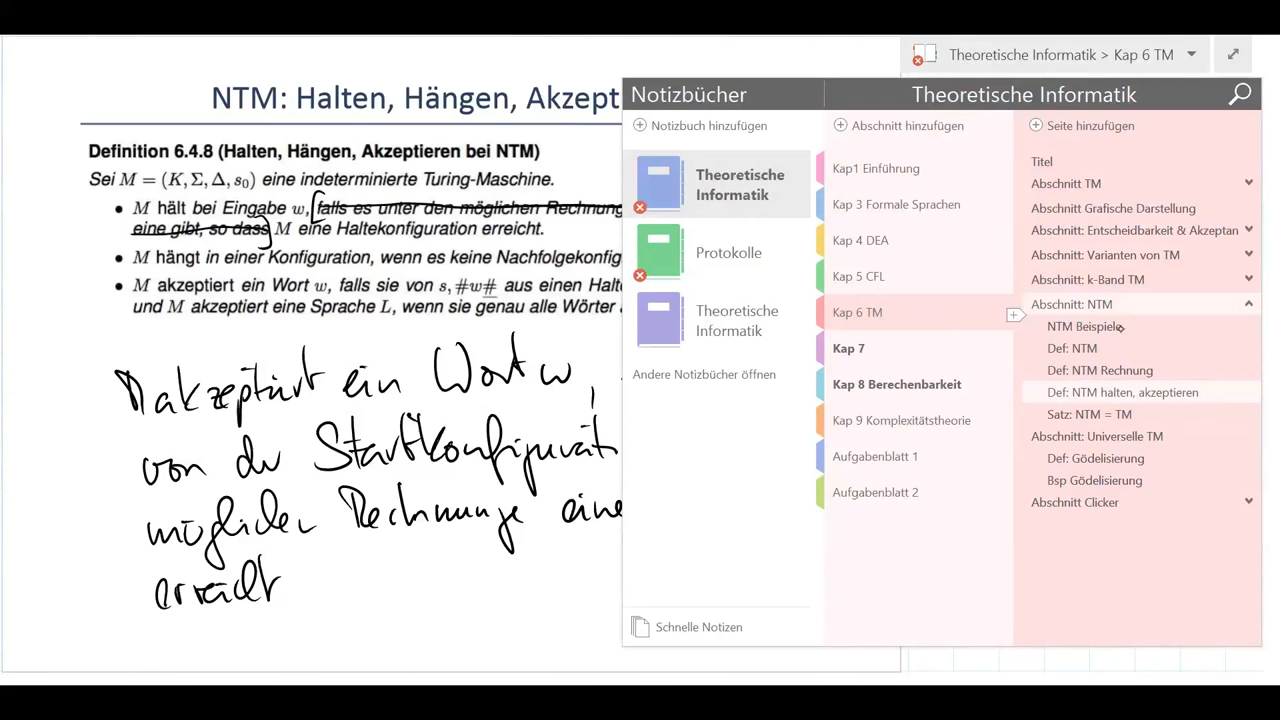 Theoretische Informatik > Kap 6 TM
NTM: Halten, Hängen, Akzept
Definition 6.4.8 (Halten, Hängen, Akzeptieren bei NTM)
Sei M = (K, Σ, Δ, s₀) eine indeterminierte Turing-Maschine.
• M hält bei Eingabe w, falls es unter den möglichen Rechnung
eine gibt, so dass M eine Haltekonfiguration erreicht.
• M hängt in einer Konfiguration, wenn es keine Nachfolgekonfig
• M akzeptiert ein Wort w, falls sie von s, #w# aus einen Halte
und M akzeptiert eine Sprache L, wenn sie genau alle Wörter
M akzeptiert ein Wort w,
von der Startkonfigurat
möglichen Rechnunge eine
erreicht
Notizbücher
Notizbuch hinzufügen
Theoretische
Informatik
Protokolle
Theoretische
Informatik
Andere Notizbücher öffnen
Schnelle Notizen
Theoretische Informatik
Abschnitt hinzufügen
Kap1 Einführung
Kap 3 Formale Sprachen
Kap 4 DEA
Kap 5 CFL
Kap 6 TM
Kap 7
Kap 8 Berechenbarkeit
Kap 9 Komplexitätstheorie
Aufgabenblatt 1
Aufgabenblatt 2
Seite hinzufügen
Titel
Abschnitt TM
Abschnitt Grafische Darstellung
Abschnitt: Entscheidbarkeit & Akzeptan
Abschnitt: Varianten von TM
Abschnitt: k-Band TM
Abschnitt: NTM
NTM Beispiele
Def: NTM
Def: NTM Rechnung
Def: NTM halten, akzeptieren
Satz: NTM = TM
Abschnitt: Universelle TM
Def: Gödelisierung
Bsp Gödelisierung
Abschnitt Clicker